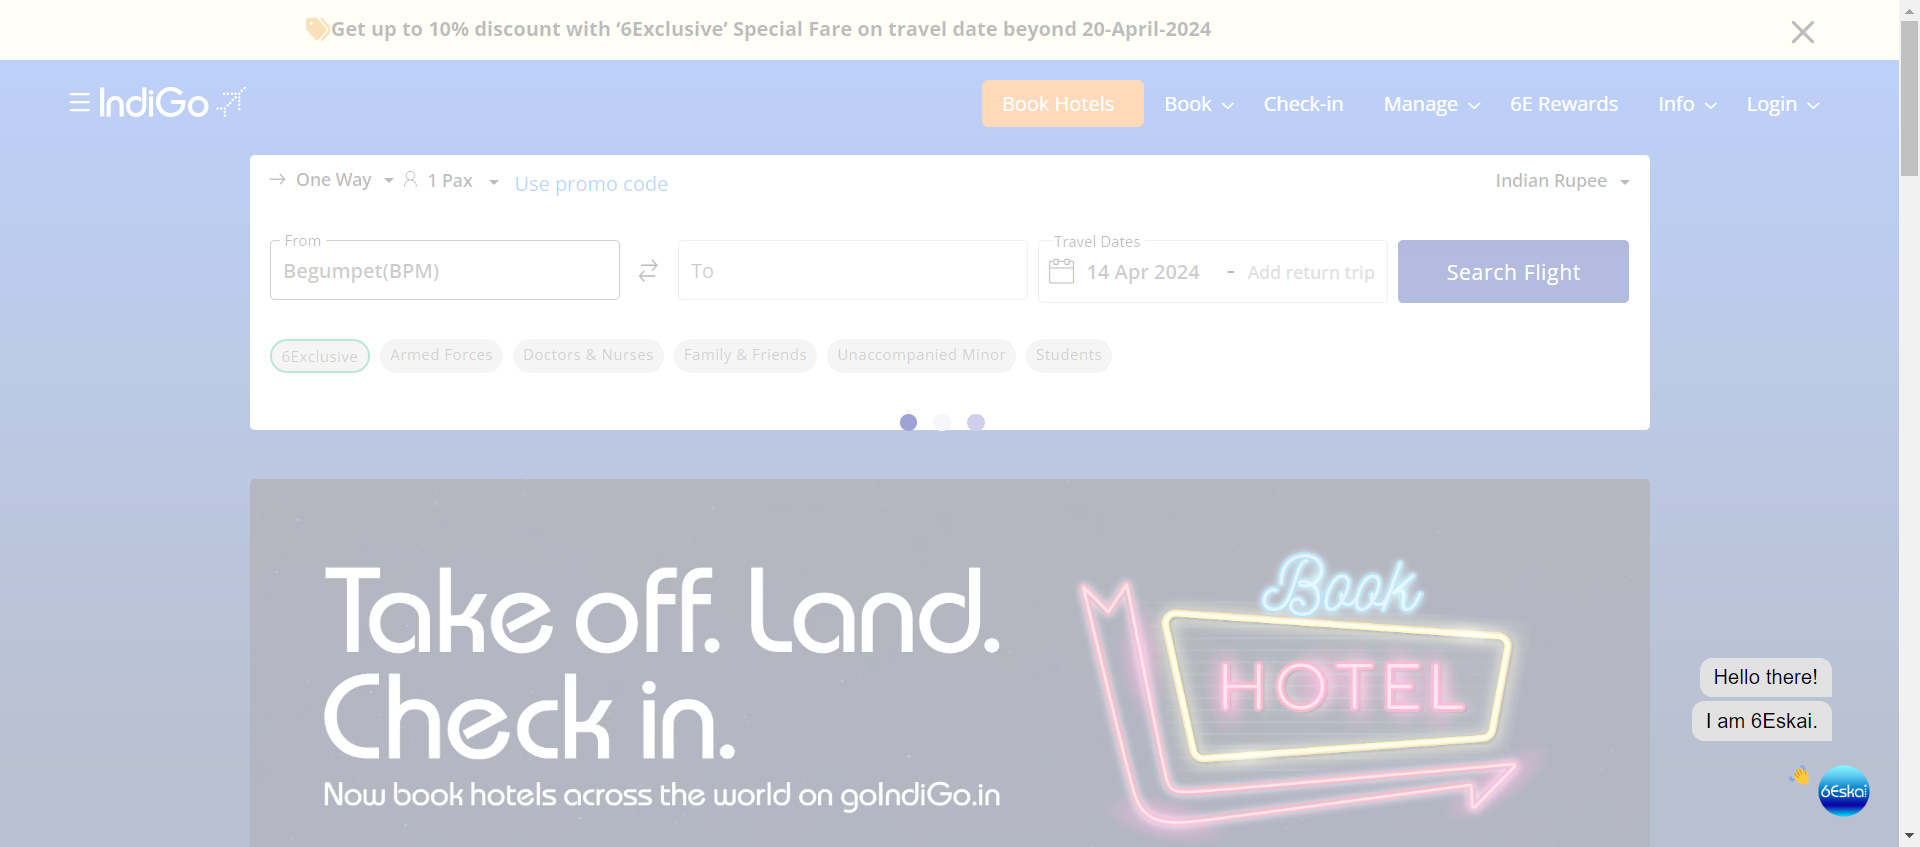 Get up to 10% discount with ‘6Exclusive’ Special Fare on travel date beyond 20-April-2024
IndiGo
Book Hotels
Book
Check-in
Manage
6E Rewards
Info
Login
One Way
1 Pax
Use promo code
Indian Rupee
From
Begumpet(BPM)
To
Travel Dates
14 Apr 2024 - Add return trip
Search Flight
6Exclusive
Armed Forces
Doctors & Nurses
Family & Friends
Unaccompanied Minor
Students
Take off. Land.
Check in.
Now book hotels across the world on goIndiGo.in
Book
HOTEL
Hello there!
I am 6Eskai.
6Eskai